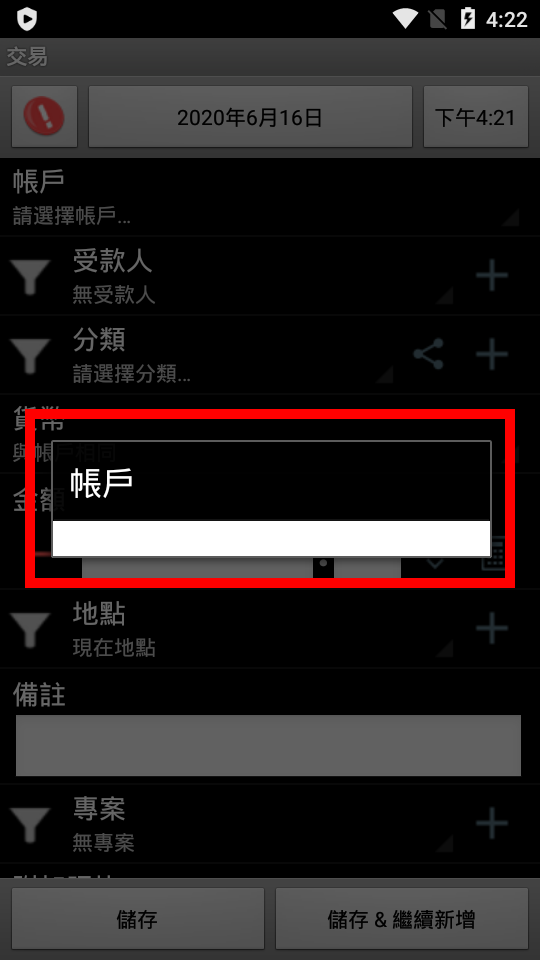 4:22
交易
2020年6月16日
下午4:21
帳戶
請選擇帳戶...
受款人
無受款人
分類
請選擇分類...
貨幣
與帳戶相同
金額
帳戶
地點
現在地點
備註
專案
無專案
儲存
儲存 & 繼續新增